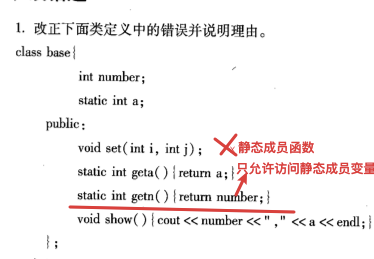 1. 改正下面类定义中的错误并说明理由。
class base{
int number;
static int a;
public:
void set(int i, int j); 静态成员函数
static int geta(){return a;} 只允许访问静态成员变量
static int getn(){return number;}
void show(){cout<<number<<","<<a<<endl;}
};